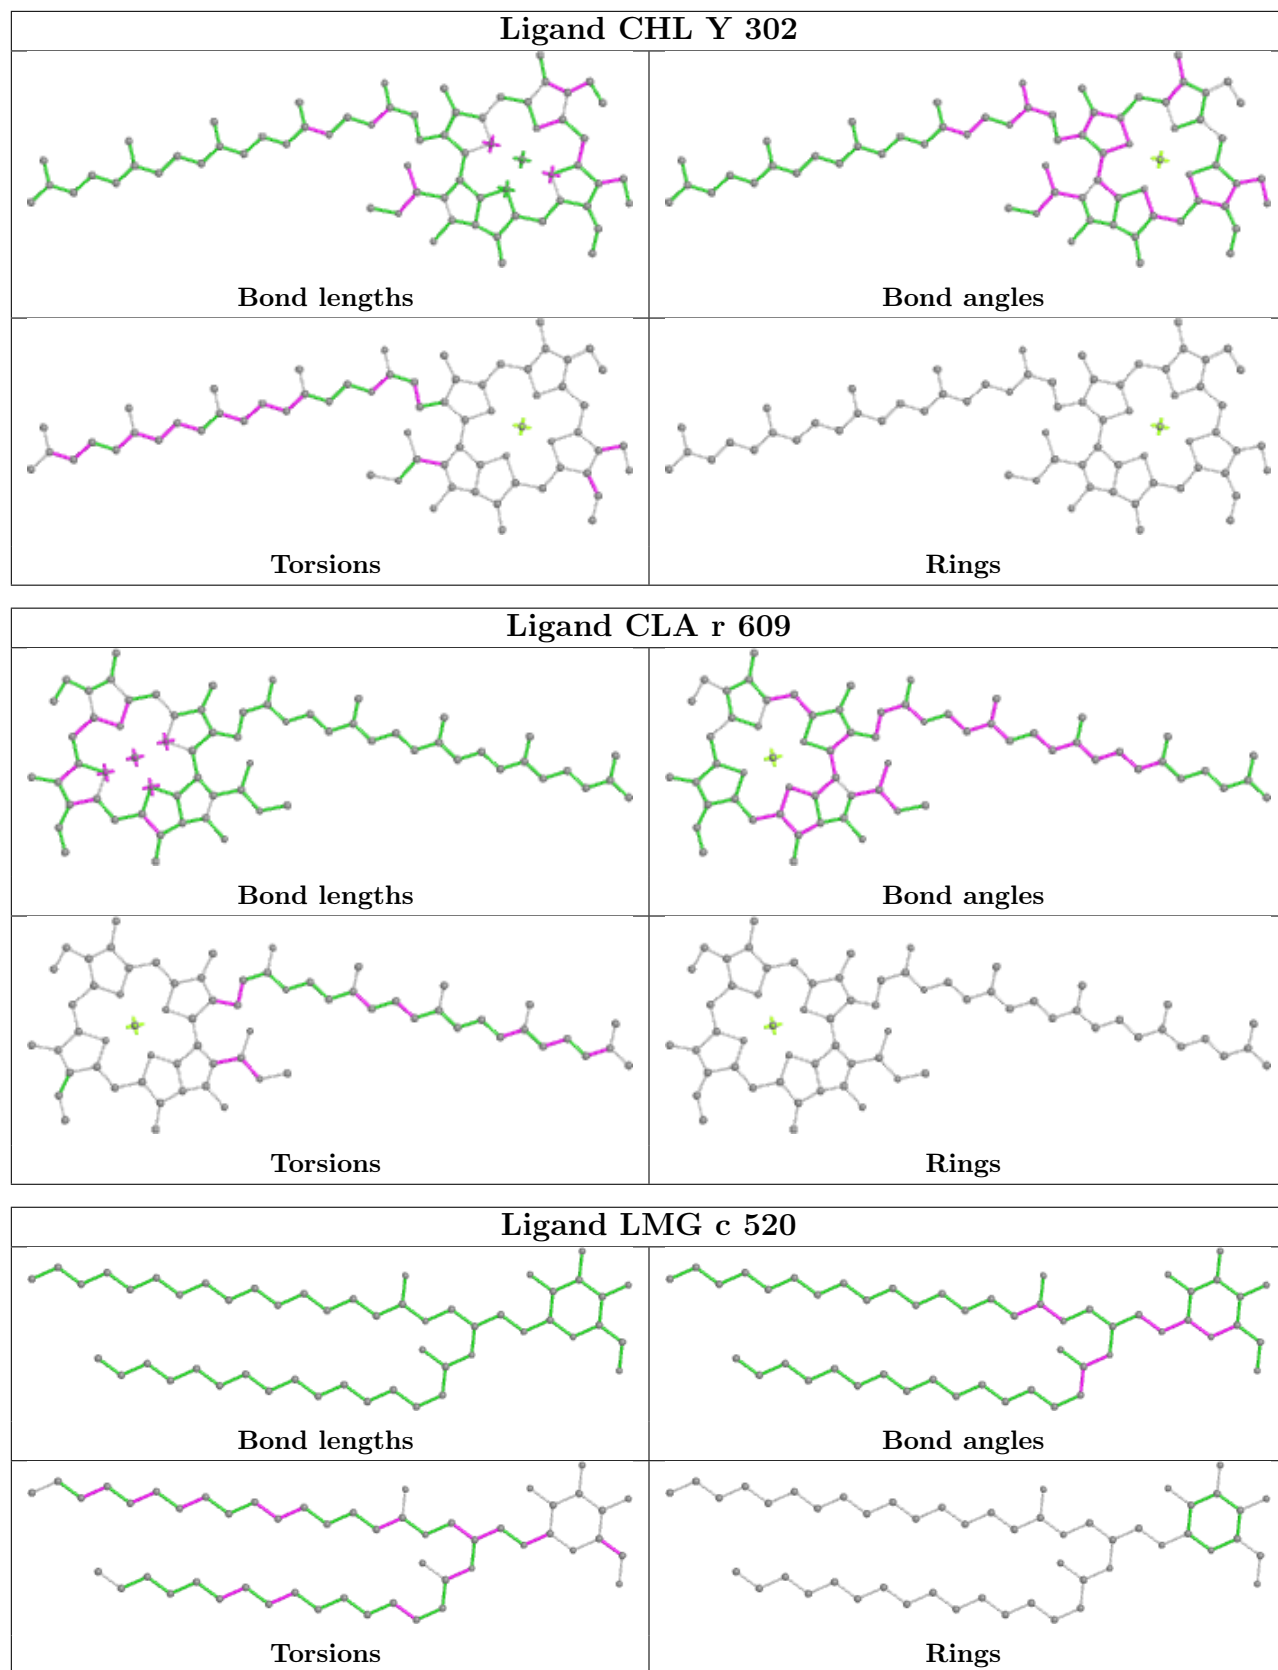 Ligand CHL Y 302
Bond lengths
Bond angles
Torsions
Rings
Ligand CLA r 609
Bond lengths
Bond angles
Torsions
Rings
Ligand LMG c 520
Bond lengths
Bond angles
Torsions
Rings